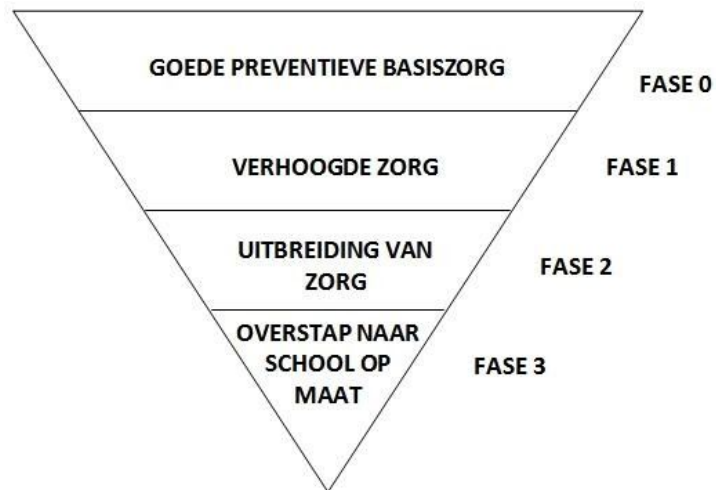 GOEDE PREVENTIEVE BASISZORG
FASE 0
VERHOOGDE ZORG
FASE 1
UITBREIDING VAN
ZORG
FASE 2
OVERSTAP NAAR
SCHOOL OP
MAAT
FASE 3